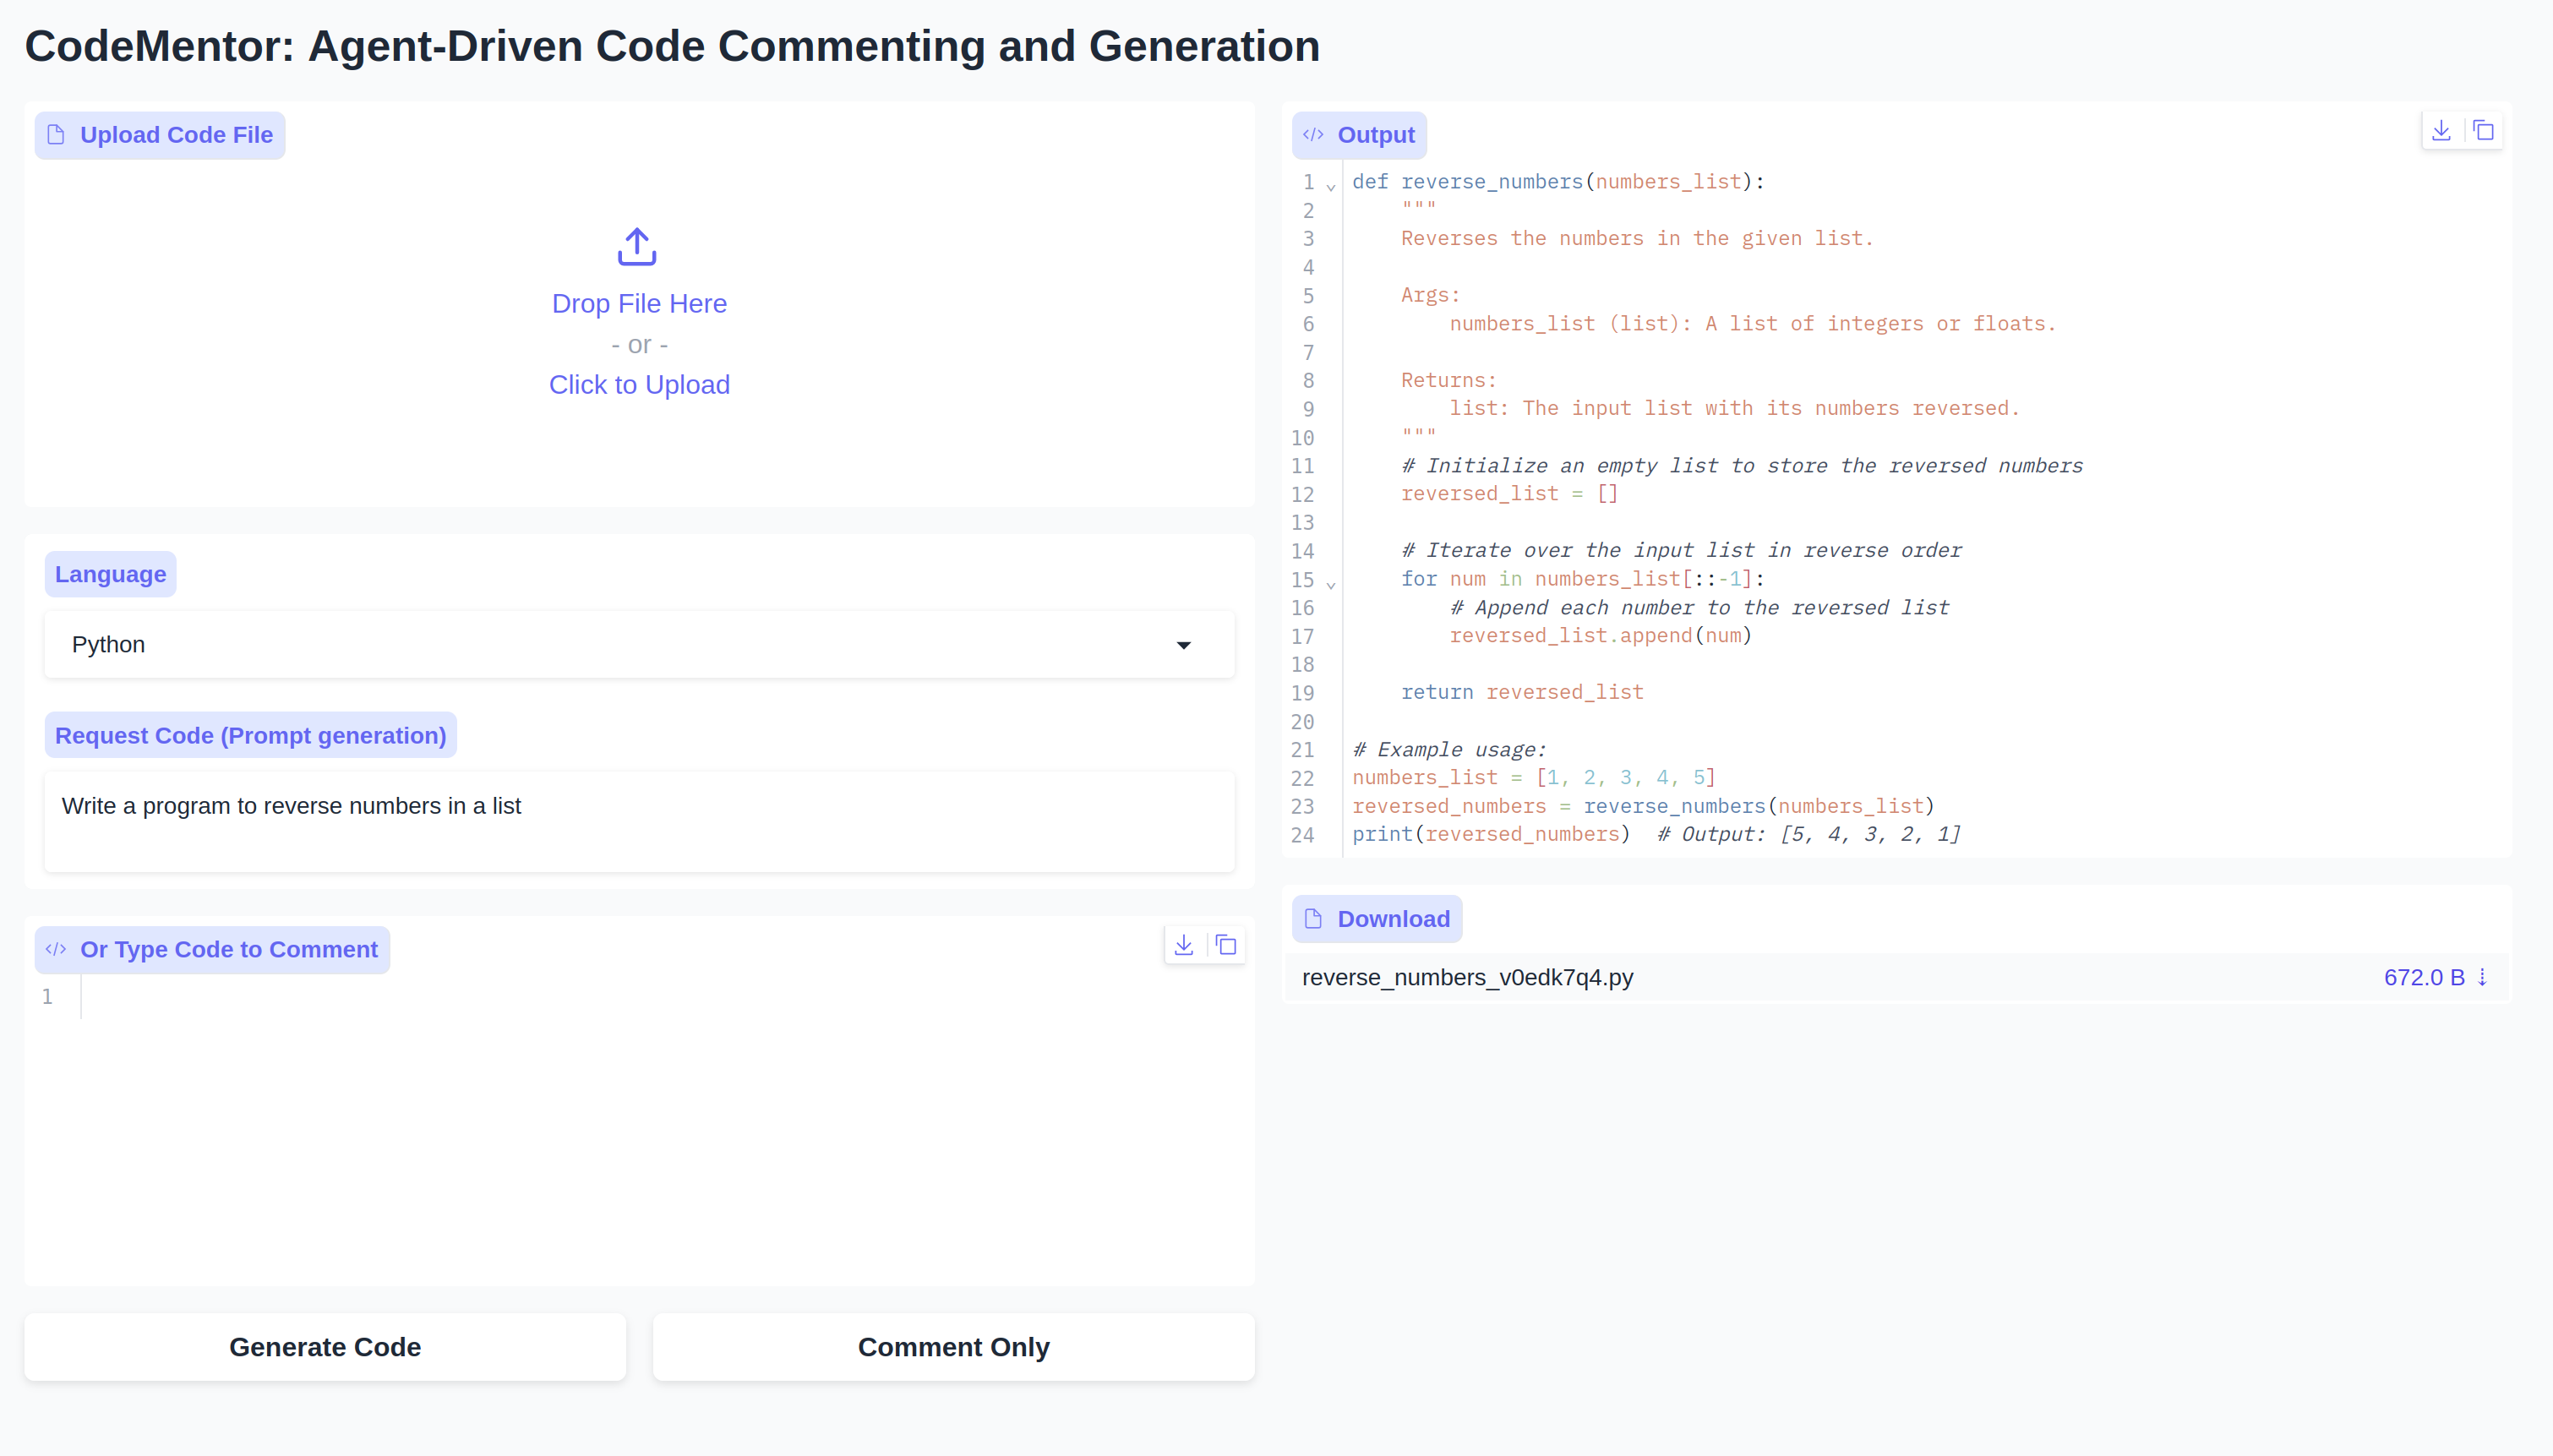 CodeMentor: Agent-Driven Code Commenting and Generation
Upload Code File
Drop File Here
- or -
Click to Upload
Language
Python
Request Code (Prompt generation)
Write a program to reverse numbers in a list
Or Type Code to Comment
1
Generate Code
Comment Only
Output
1 def reverse_numbers(numbers_list):
2     """
3     Reverses the numbers in the given list.
4
5     Args:
6         numbers_list (list): A list of integers or floats.
7
8     Returns:
9         list: The input list with its numbers reversed.
10     """
11     # Initialize an empty list to store the reversed numbers
12     reversed_list = []
13
14     # Iterate over the input list in reverse order
15     for num in numbers_list[::-1]:
16         # Append each number to the reversed list
17         reversed_list.append(num)
18
19     return reversed_list
20
21 # Example usage:
22 numbers_list = [1, 2, 3, 4, 5]
23 reversed_numbers = reverse_numbers(numbers_list)
24 print(reversed_numbers)  # Output: [5, 4, 3, 2, 1]
Download
reverse_numbers_v0edk7q4.py 672.0 B ⇣